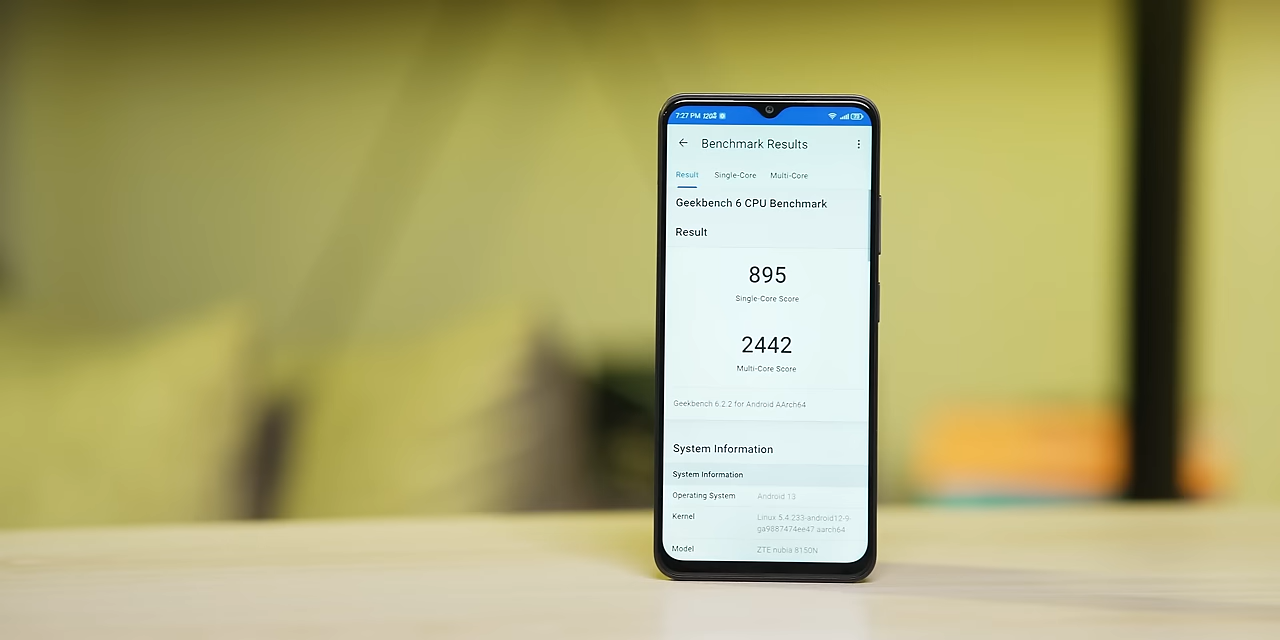 7:27 PM
Benchmark Results
Result Single-Core Multi-Core
Geekbench 6 CPU Benchmark
Result
895
Single-Core Score
2442
Multi-Core Score
Geekbench 6.2.2 for Android AArch64
System Information
System Information
Operating System Android 13
Kernel Linux 5.4.233-android12-9
ga9887474ee47 aarch64
Model ZTE nubia 8150N